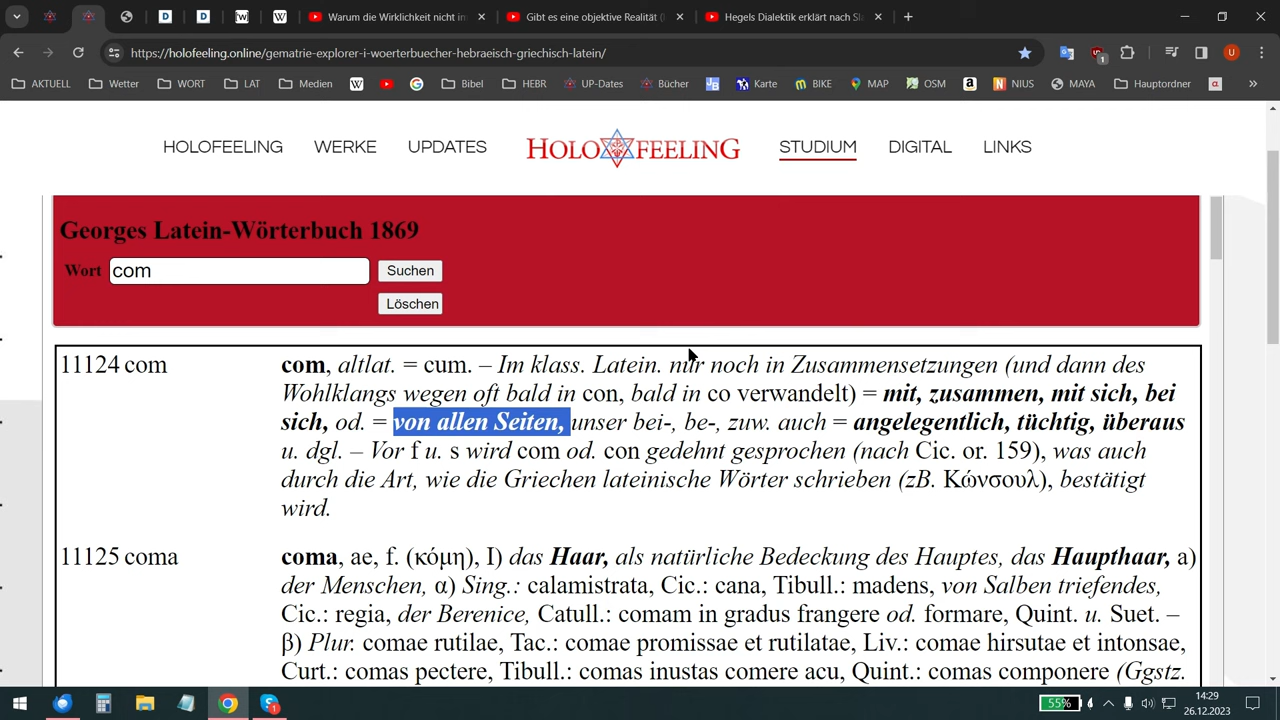 Warum die Wirklichkeit nicht in
Gibt es eine objektive Realität (
Hegels Dialektik erklärt nach Sl
https://holofeeling.online/gematrie-explorer-i-woerterbuecher-hebraeisch-griechisch-latein/
AKTUELL Wetter WORT LAT Medien Bibel HEBR UP-Dates Bücher Karte BIKE MAP OSM NIUS MAYA Hauptordner
HOLOFEELING WERKE UPDATES HOLOFEELING STUDIUM DIGITAL LINKS
Georges Latein-Wörterbuch 1869
Wort com Suchen
Löschen
11124 com com, altlat. = cum. – Im klass. Latein. nur noch in Zusammensetzungen (und dann des
Wohlklangs wegen oft bald in con, bald in co verwandelt) = mit, zusammen, mit sich, bei
sich, od. = von allen Seiten, unser bei-, be-, zuw. auch = angelegentlich, tüchtig, überaus
u. dgl. – Vor f u. s wird com od. con gedehnt gesprochen (nach Cic. or. 159), was auch
durch die Art, wie die Griechen lateinische Wörter schrieben (zB. Κώνσουλ), bestätigt
wird.
11125 coma coma, ae, f. (κόμη), I) das Haar, als natürliche Bedeckung des Hauptes, das Haupthaar, a)
der Menschen, α) Sing.: calamistrata, Cic.: cana, Tibull.: madens, von Salben triefendes,
Cic.: regia, der Berenice, Catull.: comam in gradus frangere od. formare, Quint. u. Suet. –
β) Plur. comae rutilae, Tac.: comae promissae et rutilatae, Liv.: comae hirsutae et intonsae,
Curt.: comas pectere, Tibull.: comas inustas comere acu, Quint.: comas componere (Ggstz.
55% 14:29
26.12.2023